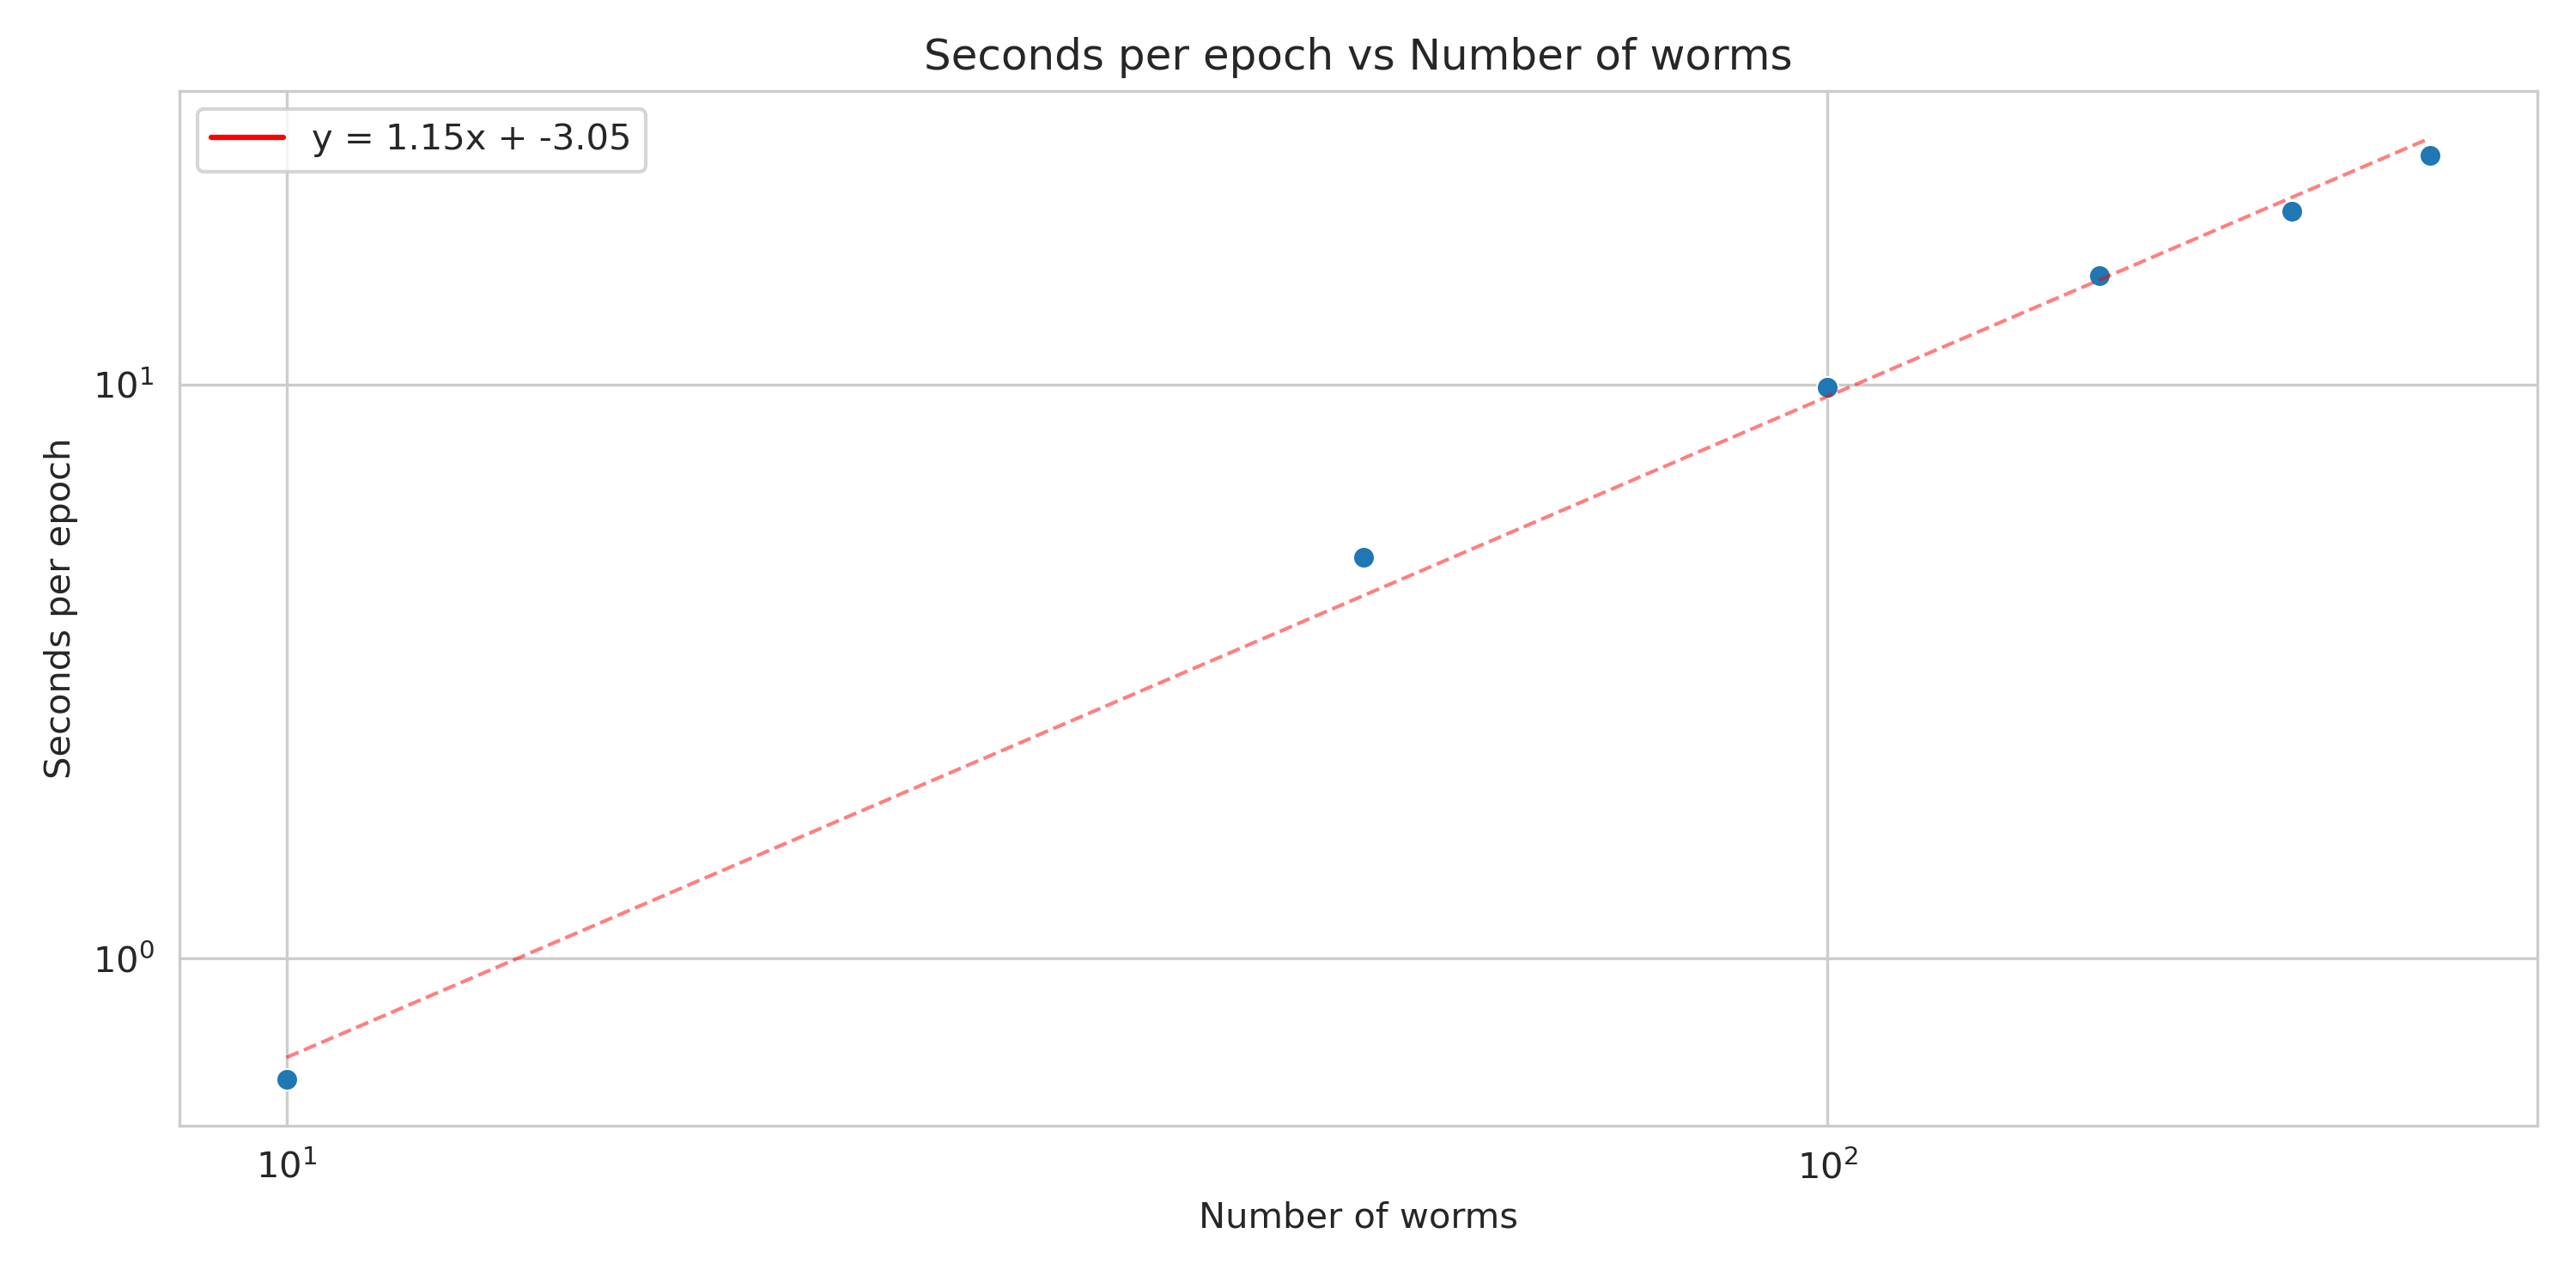 Seconds per epoch vs Number of worms
y = 1.15x + -3.05
Seconds per epoch
10¹
10⁰
10¹
10²
Number of worms